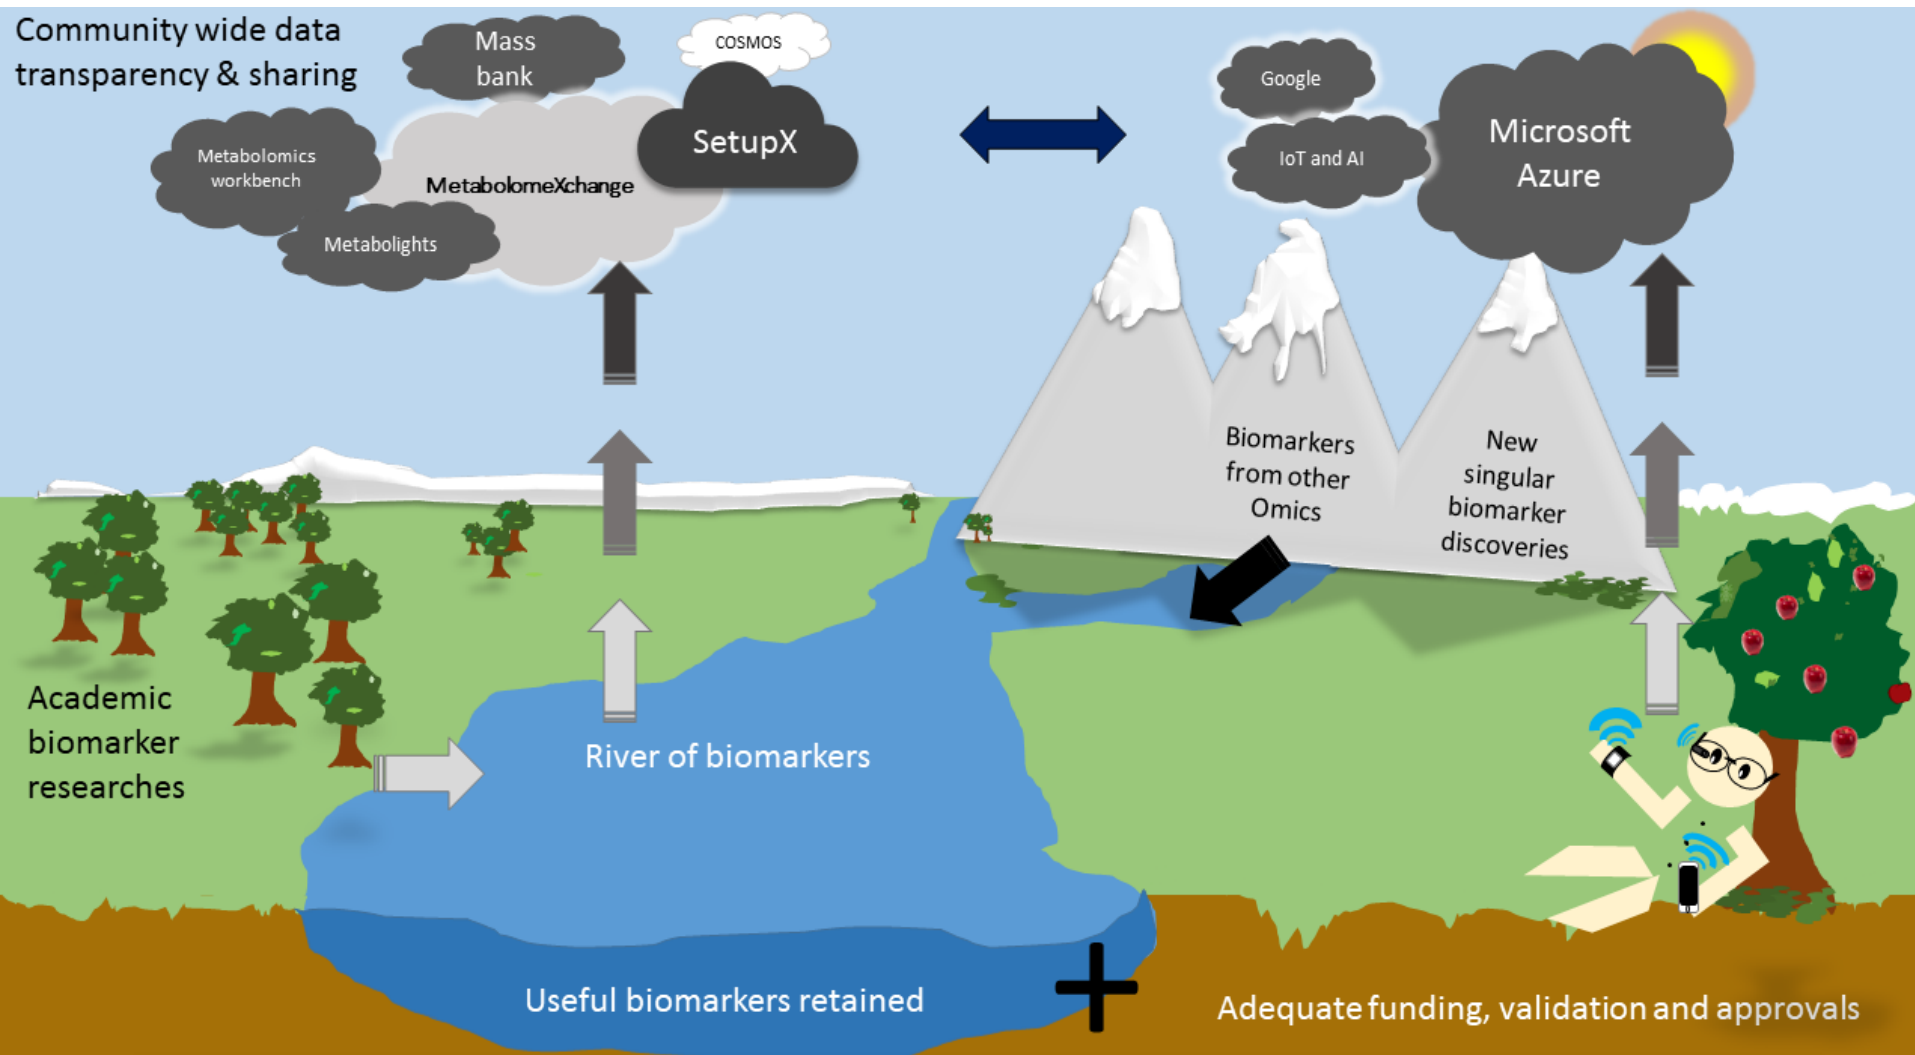 Community wide data
transparency & sharing
Mass
bank
COSMOS
SetupX
Metabolomics
workbench
MetabolomeXchange
Metabolights
Google
IoT and AI
Microsoft
Azure
Biomarkers
from other
Omics
New
singular
biomarker
discoveries
Academic
biomarker
researches
River of biomarkers
Useful biomarkers retained
Adequate funding, validation and approvals